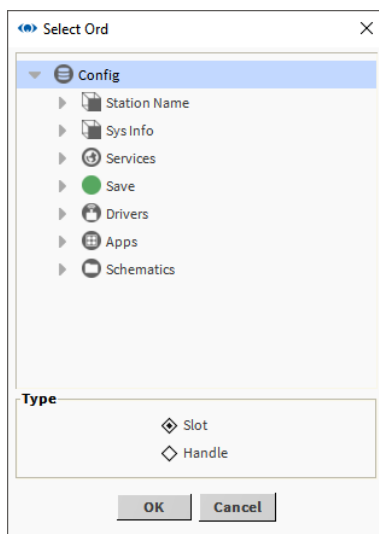 Select Ord
Config
Station Name
Sys Info
Services
Save
Drivers
Apps
Schematics
Type
Slot
Handle
OK Cancel